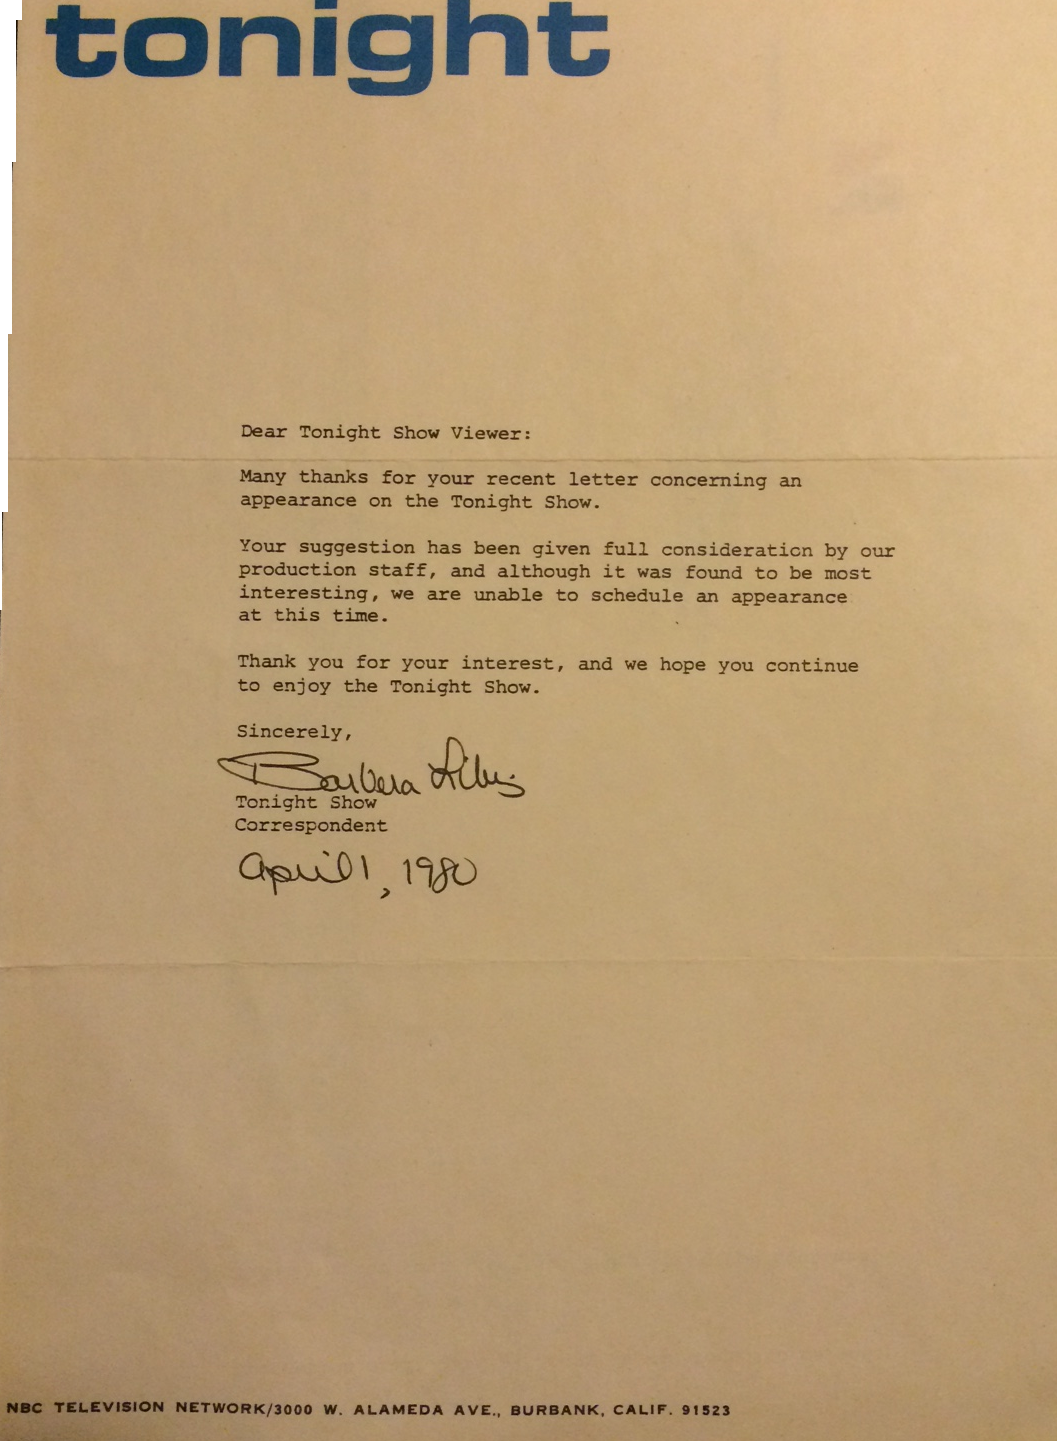 tonight
Dear Tonight Show Viewer:
Many thanks for your recent letter concerning an
appearance on the Tonight Show.
Your suggestion has been given full consideration by our
production staff, and although it was found to be most
interesting, we are unable to schedule an appearance
at this time.
Thank you for your interest, and we hope you continue
to enjoy the Tonight Show.
Sincerely,
Barbera
Tonight Show
Correspondent
April 1, 1980
NBC TELEVISION NETWORK/3000 W. ALAMEDA AVE., BURBANK, CALIF. 91523